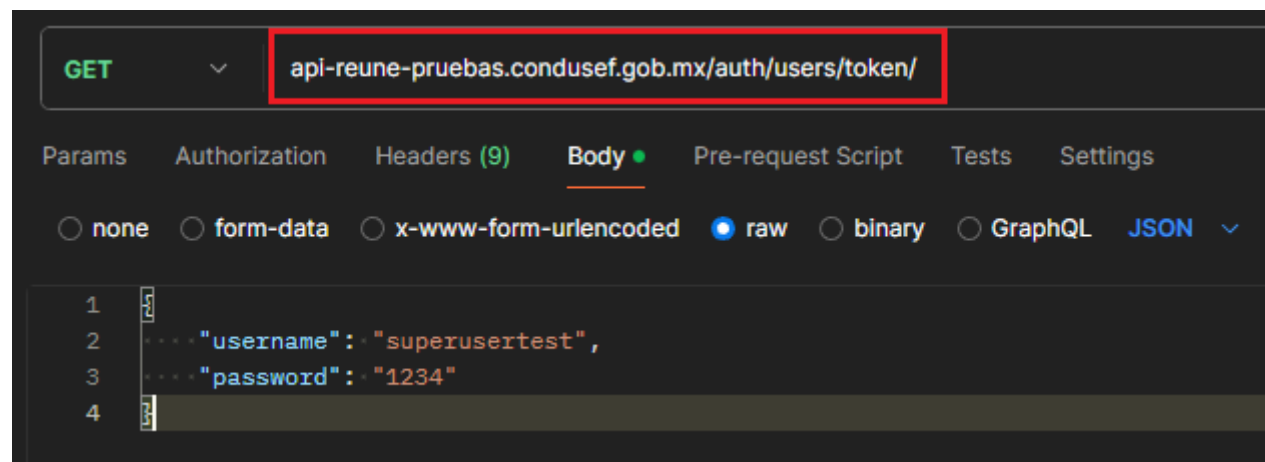 GET api-reune-pruebas.condusef.gob.mx/auth/users/token/
Params Authorization Headers (9) Body Pre-request Script Tests Settings
none form-data x-www-form-urlencoded raw binary GraphQL JSON
1 {
2 "username": "superusertest",
3 "password": "1234"
4 }